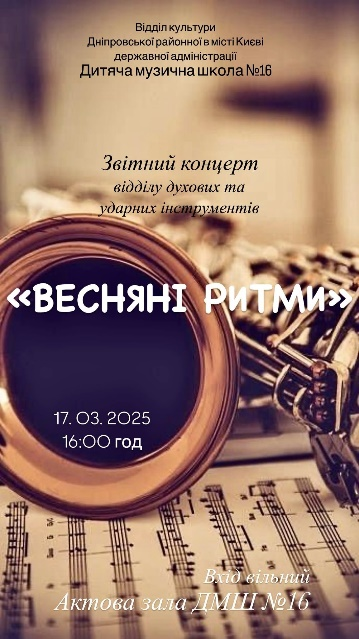 Відділ культури
Дніпровської районної в місті Києві
державної адміністрації
Дитяча музична школа №16
Звітний концерт
відділу духових та
ударних інструментів
«ВЕСНЯНІ РИТМИ»
17. 03. 2025
16:00 год
Вхід вільний
Актова зала ДМШ №16